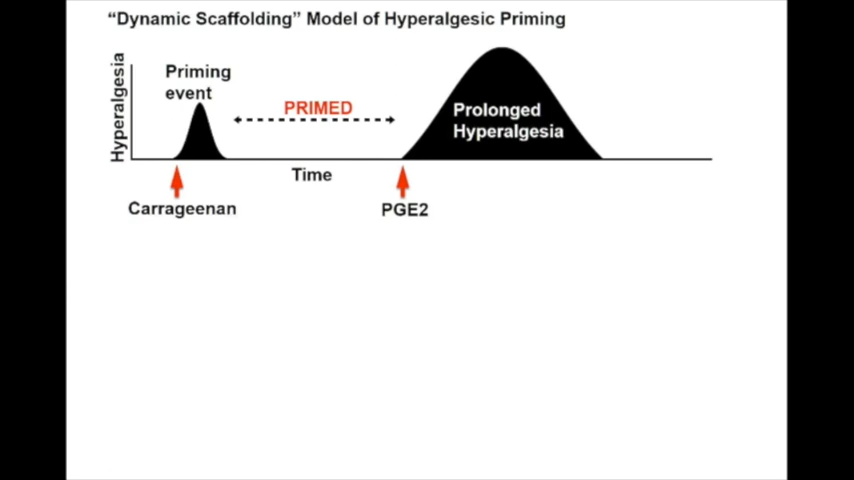 “Dynamic Scaffolding” Model of Hyperalgesic Priming
Hyperalgesia
Priming
event
PRIMED
Prolonged
Hyperalgesia
Time
Carrageenan
PGE2